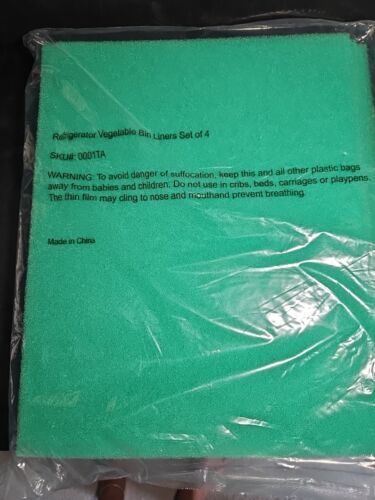 Refrigerator Vegetable Bin Liners Set of 4
SKU#: 0001TA
WARNING: To avoid danger of suffocation, keep this and all other plastic bags
away from babies and children. Do not use in cribs, beds, carriages or playpens.
The thin film may cling to nose and mouthand prevent breathing.
Made in China